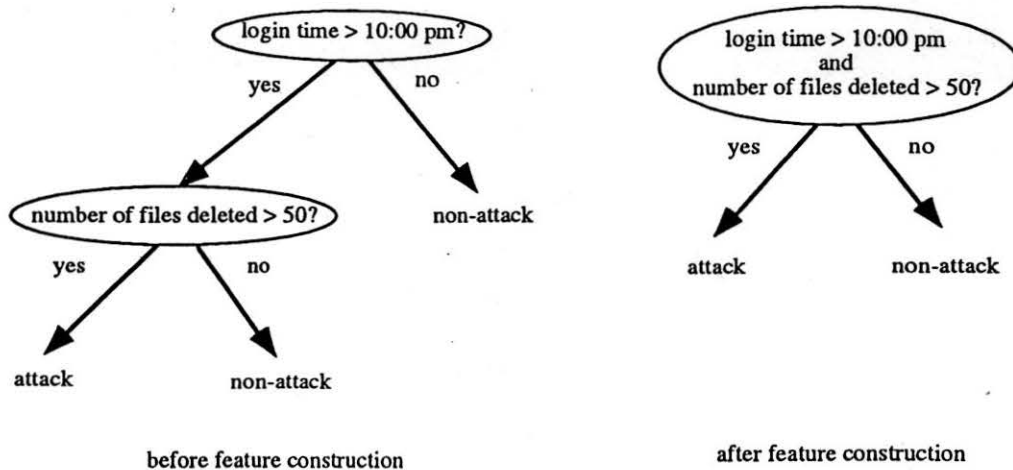 login time > 10:00 pm?
yes
no
number of files deleted > 50?
non-attack
yes
no
attack
non-attack
before feature construction
login time > 10:00 pm
and
number of files deleted > 50?
yes
no
attack
non-attack
after feature construction